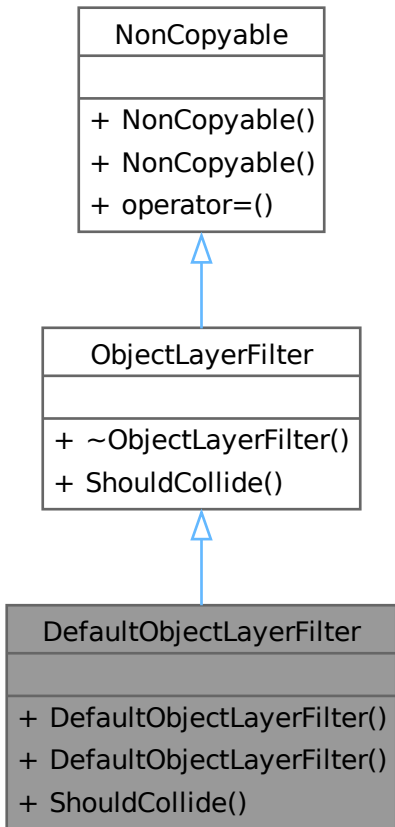 NonCopyable
+ NonCopyable()
+ NonCopyable()
+ operator=()
ObjectLayerFilter
+ ~ObjectLayerFilter()
+ ShouldCollide()
DefaultObjectLayerFilter
+ DefaultObjectLayerFilter()
+ DefaultObjectLayerFilter()
+ ShouldCollide()